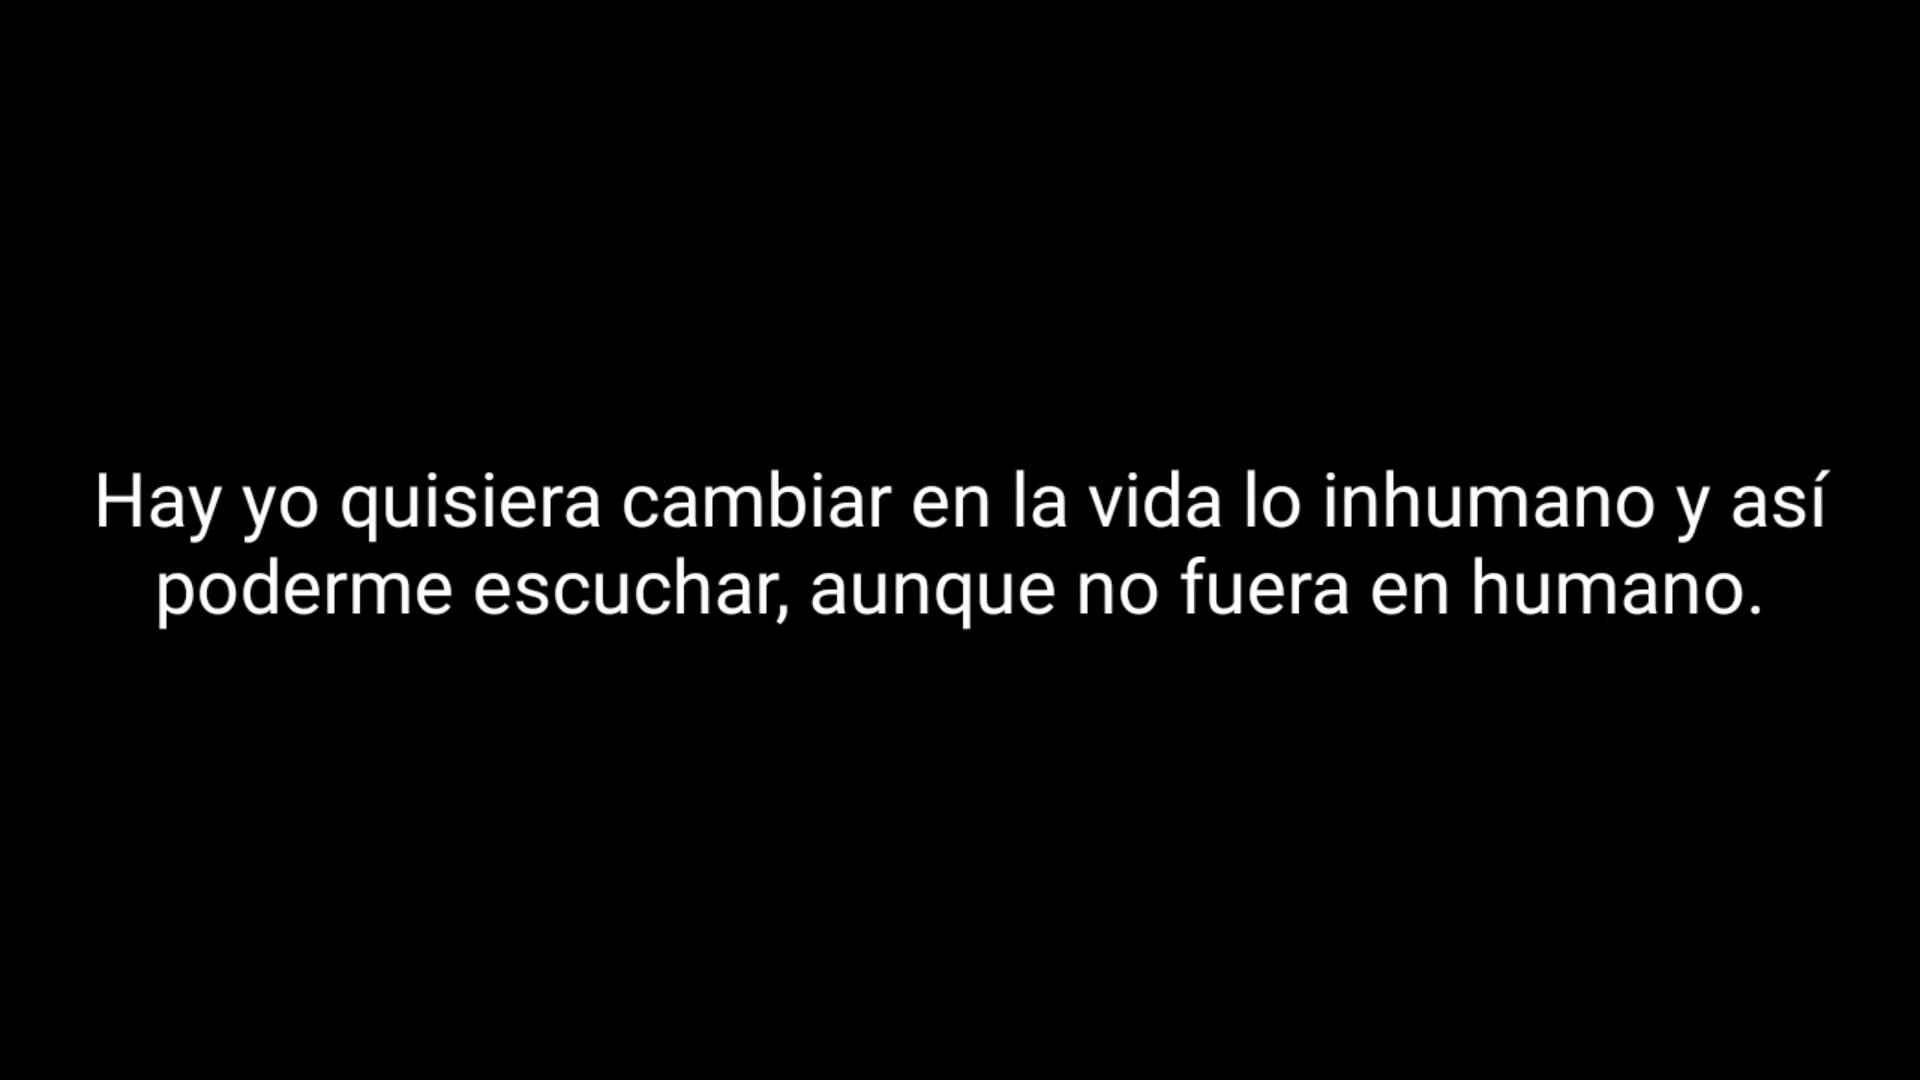 Hay yo quisiera cambiar en la vida lo inhumano y así
poderme escuchar, aunque no fuera en humano.